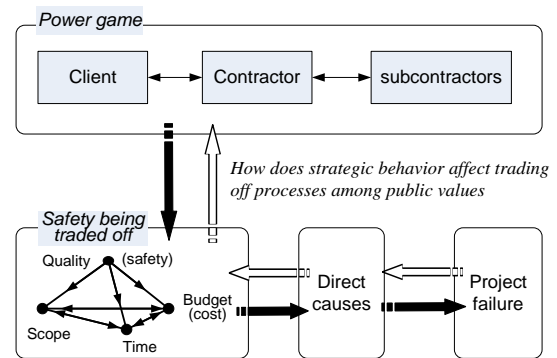 Power game
Client
Contractor
subcontractors
How does strategic behavior affect trading
off processes among public values
Safety being
traded off
Quality (safety)
Budget
(cost)
Scope
Time
Direct
causes
Project
failure